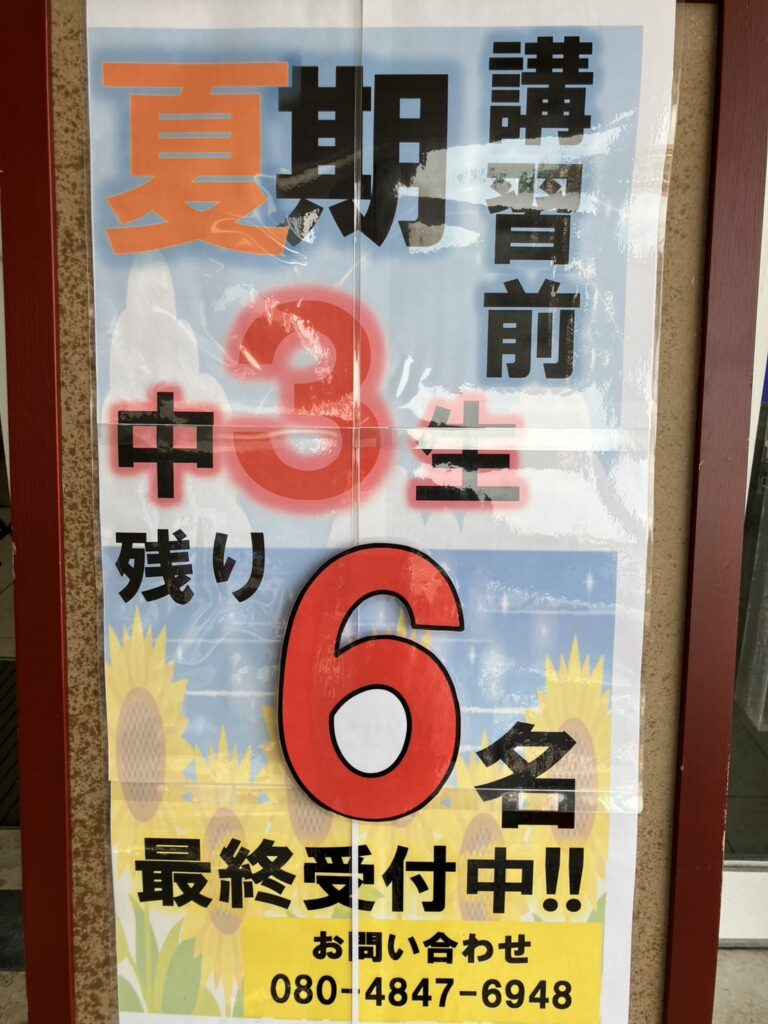 夏期
講習前
中3生
残り6名
最終受付中!!
お問い合わせ
080-4847-6948